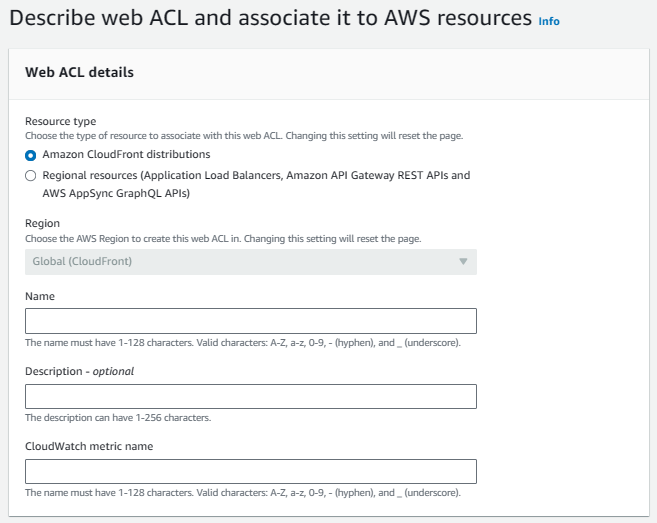 Describe web ACL and associate it to AWS resources Info
Web ACL details
Resource type
Choose the type of resource to associate with this web ACL. Changing this setting will reset the page.
Amazon CloudFront distributions
Regional resources (Application Load Balancers, Amazon API Gateway REST APIs and
AWS AppSync GraphQL APIs)
Region
Choose the AWS Region to create this web ACL in. Changing this setting will reset the page.
Global (CloudFront)
Name
The name must have 1-128 characters. Valid characters: A-Z, a-z, 0-9, - (hyphen), and _ (underscore).
Description - optional
The description can have 1-256 characters.
CloudWatch metric name
The name must have 1-128 characters. Valid characters: A-Z, a-z, 0-9, - (hyphen), and _ (underscore).